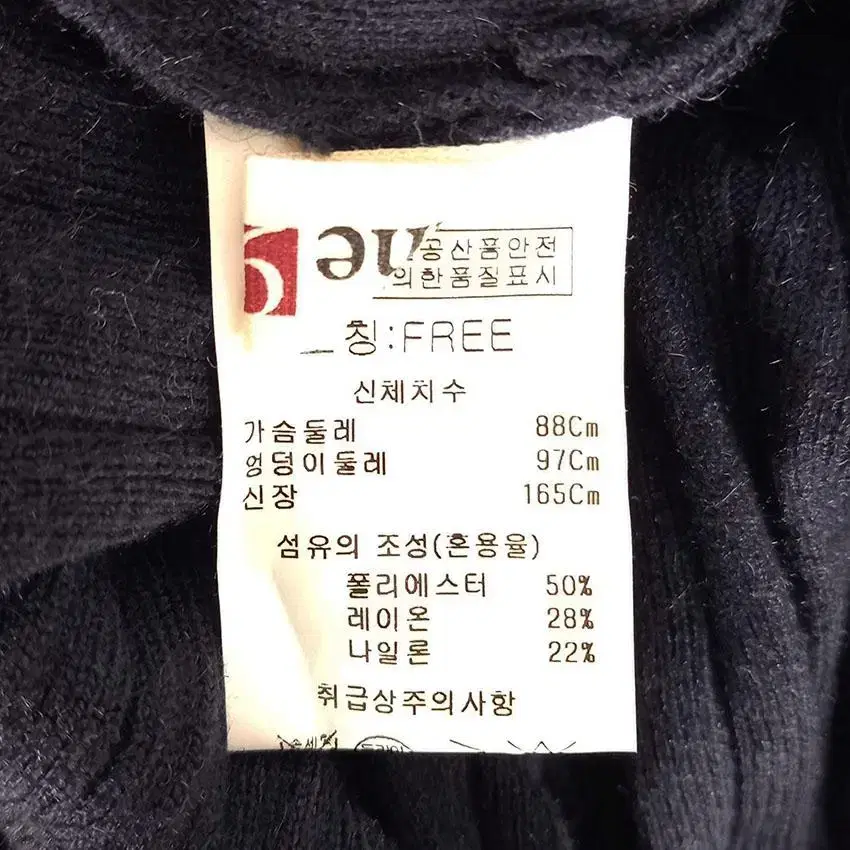 공산품안전
의한품질표시
칭:FREE
신체치수
가슴둘레 88Cm
엉덩이둘레 97Cm
신장 165Cm
섬유의 조성(혼용율)
폴리에스터 50%
레이온 28%
나일론 22%
취급상주의사항